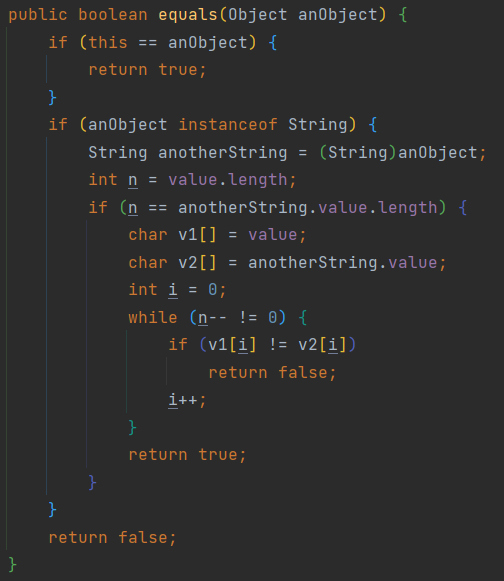 public boolean equals(Object anObject) {
    if (this == anObject) {
        return true;
    }
    if (anObject instanceof String) {
        String anotherString = (String)anObject;
        int n = value.length;
        if (n == anotherString.value.length) {
            char v1[] = value;
            char v2[] = anotherString.value;
            int i = 0;
            while (n-- != 0) {
                if (v1[i] != v2[i])
                    return false;
                i++;
            }
            return true;
        }
    }
    return false;
}